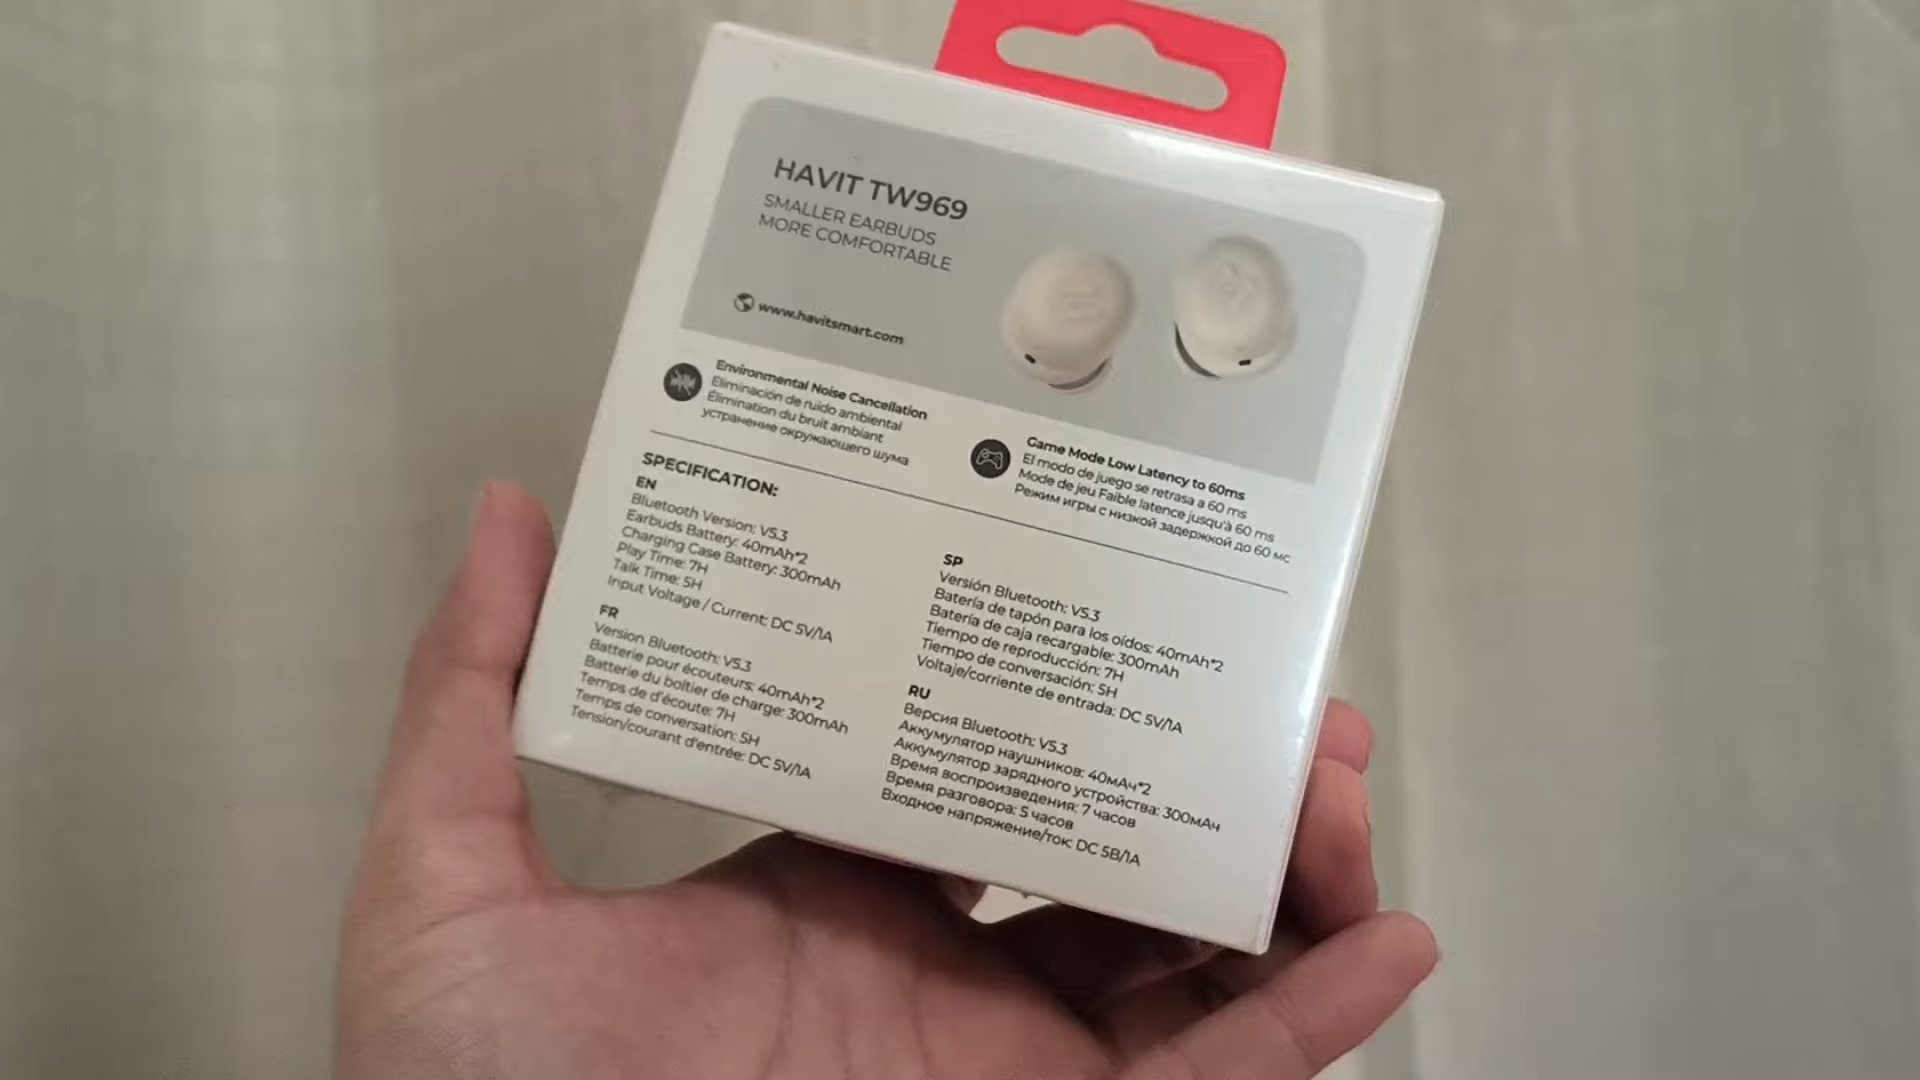 HAVIT TW969
SMALLER EARBUDS
MORE COMFORTABLE
www.havitsmart.com
Environmental Noise Cancellation
Eliminación de ruido ambiental
Élimination du bruit ambiant
устранение окружающего шума
Game Mode Low Latency to 60ms
El modo de juego se retrasa a 60 ms
Mode de jeu Faible latence jusqu'à 60 ms
Режим игры с низкой задержкой до 60 мс
SPECIFICATION:
EN
Bluetooth Version: V5.3
Earbuds Battery: 40mAh*2
Charging Case Battery: 300mAh
Play Time: 7H
Talk Time: 5H
Input Voltage / Current: DC 5V/1A
FR
Version Bluetooth: V5.3
Batterie pour écouteurs: 40mAh*2
Batterie du boîtier de charge: 300mAh
Temps de d'écoute: 7H
Temps de conversation: 5H
Tension/courant d'entrée: DC 5V/1A
SP
Versión Bluetooth: V5.3
Batería de tapón para los oídos: 40mAh*2
Batería de caja recargable: 300mAh
Tiempo de reproducción: 7H
Tiempo de conversación: 5H
Voltaje/corriente de entrada: DC 5V/1A
RU
Версия Bluetooth: V5.3
Аккумулятор наушников: 40мАч*2
Аккумулятор зарядного устройства: 300мАч
Время воспроизведения: 7 часов
Время разговора: 5 часов
Входное напряжение/ток: DC 5В/1А